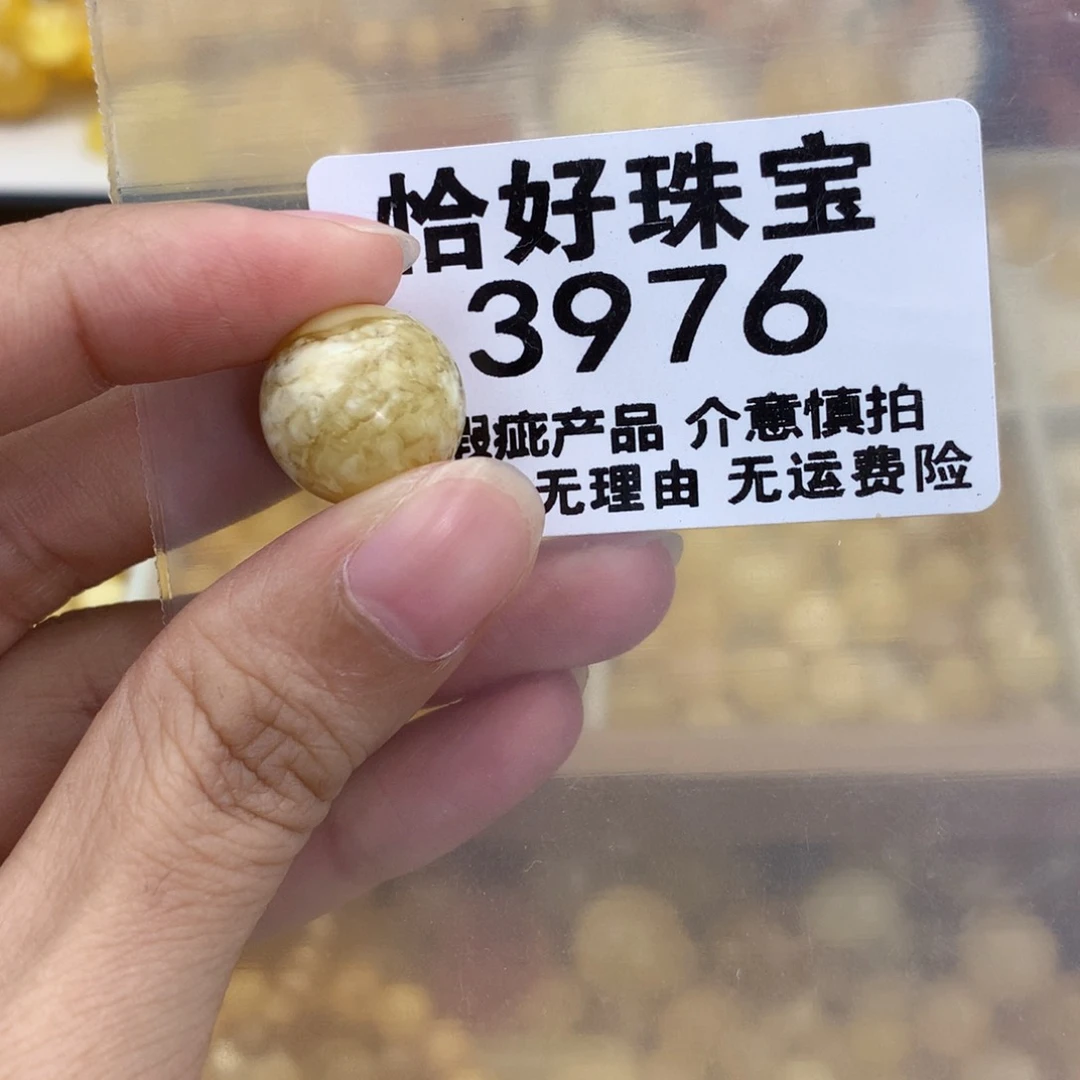 恰好珠宝
3976
瑕疵产品 介意慎拍
无理由 无运费险